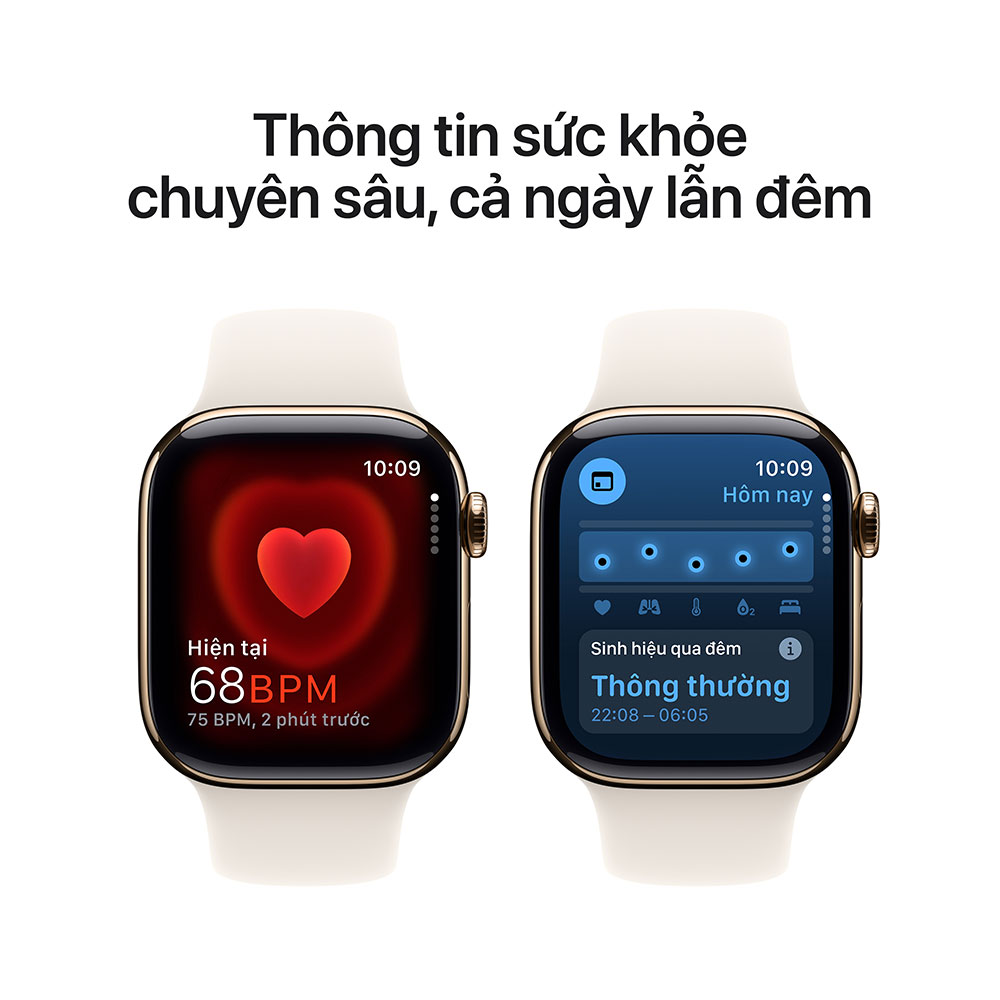 Thông tin sức khỏe
chuyên sâu, cả ngày lẫn đêm
10:09
Hiện tại
68BPM
75 BPM, 2 phút trước
10:09
Hôm nay
O2
Sinh hiệu qua đêm
i
Thông thường
22:08 – 06:05